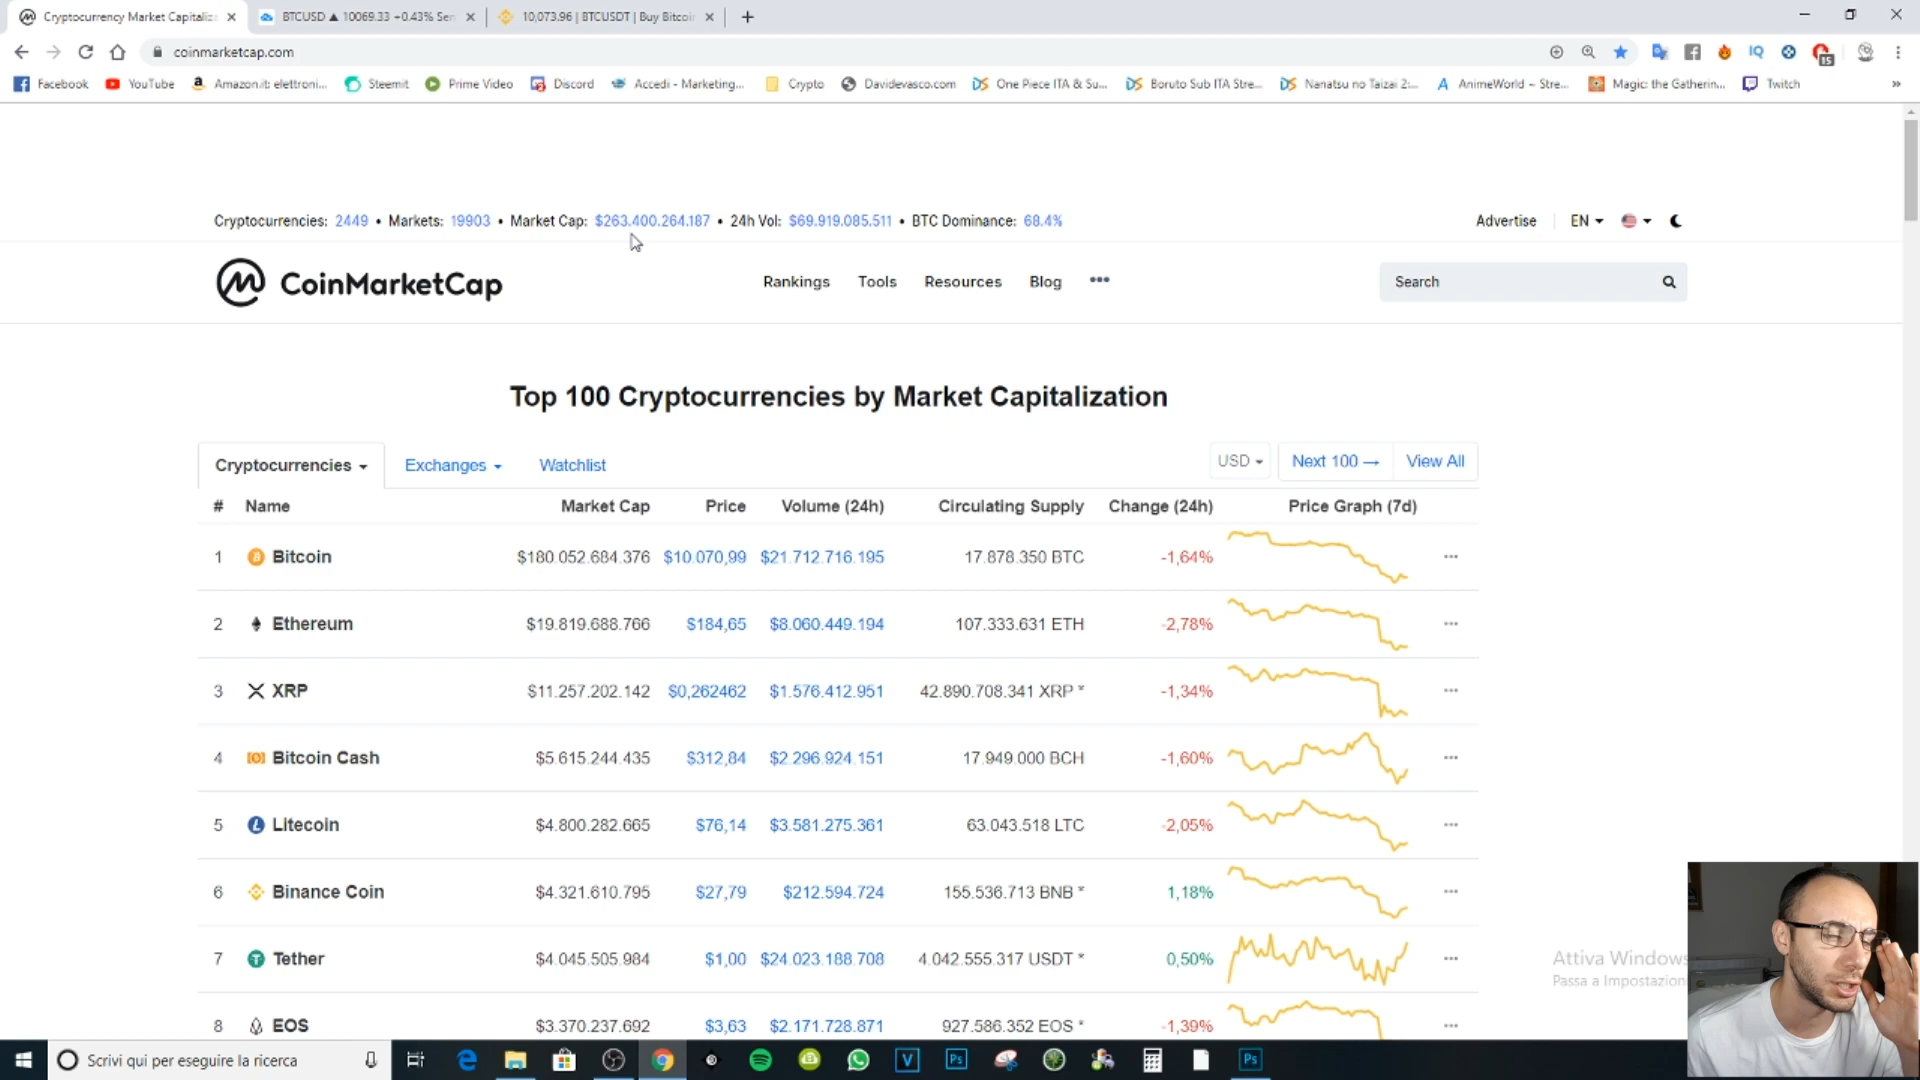 Cryptocurrency Market Capitaliz
BTCUSD ▲ 10069.33 +0.43% Sen
10,073.96 | BTCUSDT | Buy Bitcoin
coinmarketcap.com
Facebook YouTube Amazon.it: elettroni... Steemit Prime Video Discord Accedi - Marketing... Crypto Davidevasco.com One Piece ITA & Su... Boruto Sub ITA Stre... Nanatsu no Taizai 2:... AnimeWorld ~ Stre... Magic: the Gatherin... Twitch »
IQ
15
Cryptocurrencies: 2449 • Markets: 19903 • Market Cap: $263.400.264.187 • 24h Vol: $69.919.085.511 • BTC Dominance: 68.4%
Advertise EN
CoinMarketCap
Rankings Tools Resources Blog
Search
Top 100 Cryptocurrencies by Market Capitalization
Cryptocurrencies Exchanges Watchlist USD Next 100 → View All
# Name Market Cap Price Volume (24h) Circulating Supply Change (24h) Price Graph (7d)
1 Bitcoin $180.052.684.376 $10.070,99 $21.712.716.195 17.878.350 BTC -1,64%
2 Ethereum $19.819.688.766 $184,65 $8.060.449.194 107.333.631 ETH -2,78%
3 XRP $11.257.202.142 $0,262462 $1.576.412.951 42.890.708.341 XRP * -1,34%
4 Bitcoin Cash $5.615.244.435 $312,84 $2.296.924.151 17.949.000 BCH -1,60%
5 Litecoin $4.800.282.665 $76,14 $3.581.275.361 63.043.518 LTC -2,05%
6 Binance Coin $4.321.610.795 $27,79 $212.594.724 155.536.713 BNB * 1,18%
7 Tether $4.045.505.984 $1,00 $24.023.188.708 4.042.555.317 USDT * 0,50%
8 EOS $3.370.237.692 $3,63 $2.171.728.871 927.586.352 EOS * -1,39%
Attiva Windows
Passa a Impostazion
Scrivi qui per eseguire la ricerca
V Ps Ps